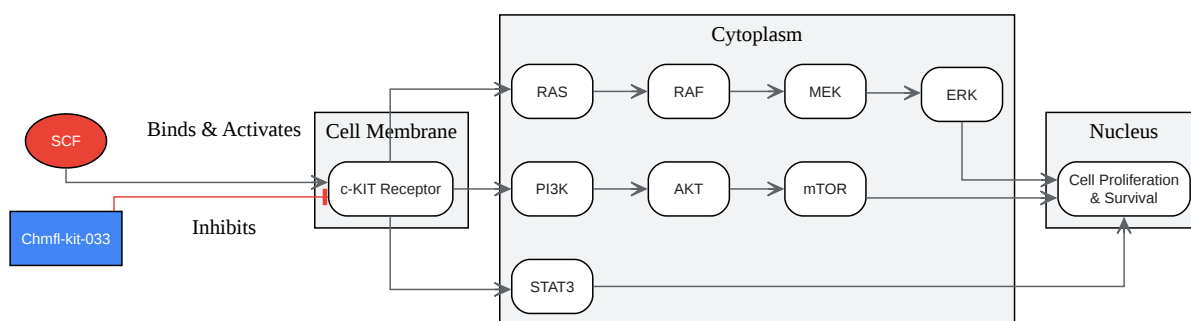 Cytoplasm
RAS
RAF
MEK
ERK
Binds & Activates
Cell Membrane
Nucleus
SCF
c-KIT Receptor
PI3K
AKT
mTOR
Cell Proliferation
& Survival
Chmfl-kit-033
Inhibits
STAT3